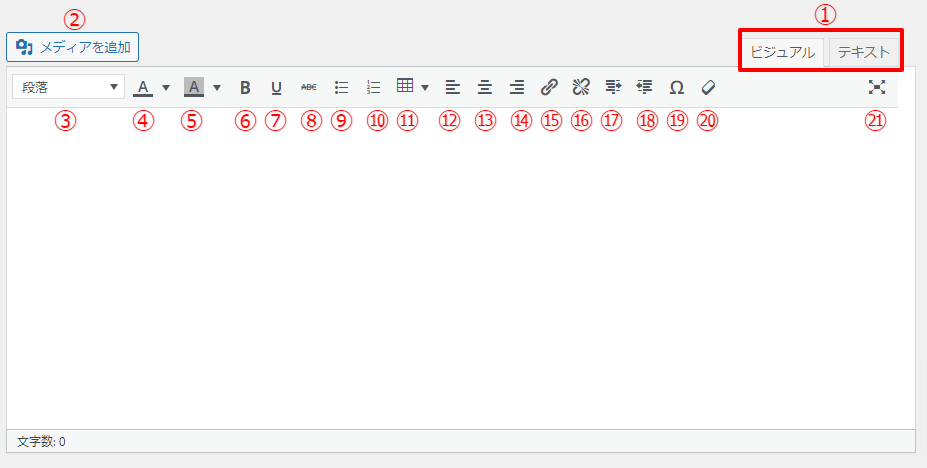 ① 
②
メディアを追加
ビジュアル テキスト
段落 A A B U ABC Ω
③ ④ ⑤ ⑥ ⑦ ⑧ ⑨ ⑩ ⑪ ⑫ ⑬ ⑭ ⑮ ⑯ ⑰ ⑱ ⑲ ⑳ ㉑
文字数: 0